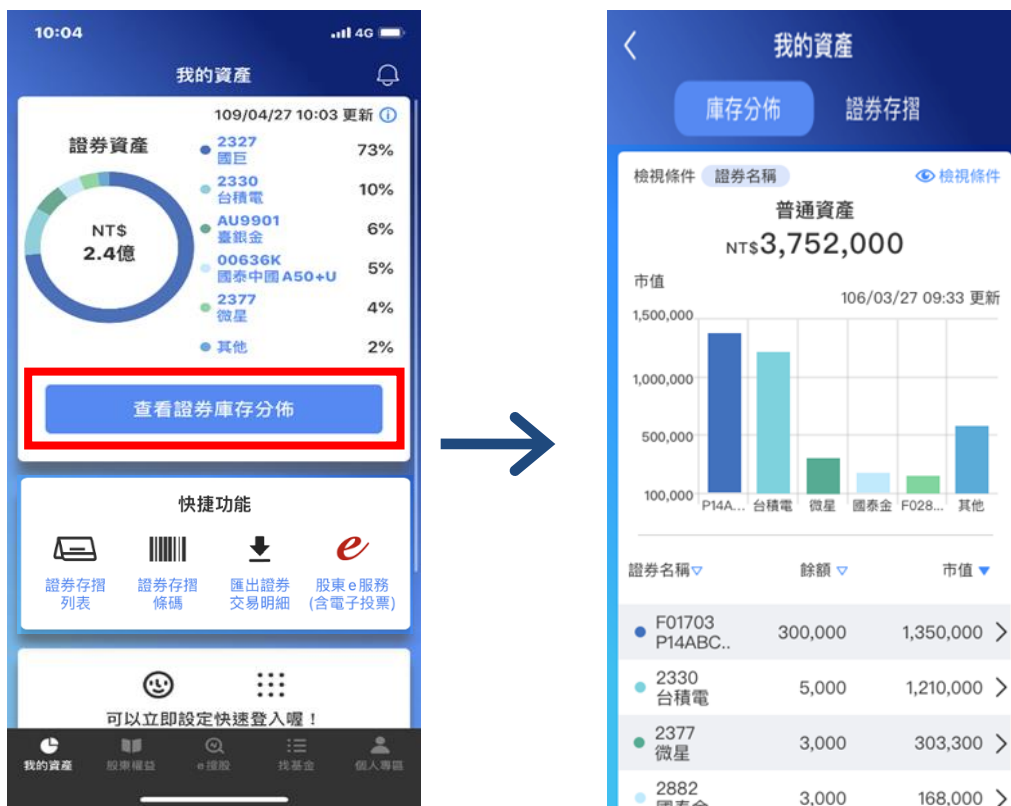 10:04
4G
我的資產
109/04/27 10:03 更新
證券資產
NT$
2.4億
2327
國巨
73%
2330
台積電
10%
AU9901
臺銀金
6%
00636K
國泰中國A50+U
5%
2377
微星
4%
其他
2%
查看證券庫存分佈
快捷功能
證券存摺
列表
證券存摺
條碼
匯出證券
交易明細
股東e服務
(含電子投票)
可以立即設定快速登入喔！
我的資產
股東權益
e搜股
找基金
個人專區
我的資產
庫存分佈
證券存摺
檢視條件
證券名稱
檢視條件
普通資產
NT$3,752,000
市值
106/03/27 09:33 更新
1,500,000
1,000,000
500,000
100,000
P14A...
台積電
微星
國泰金
F028...
其他
證券名稱
餘額
市值
F01703
P14ABC..
300,000
1,350,000
2330
台積電
5,000
1,210,000
2377
微星
3,000
303,300
2882
國泰金
3,000
168,000